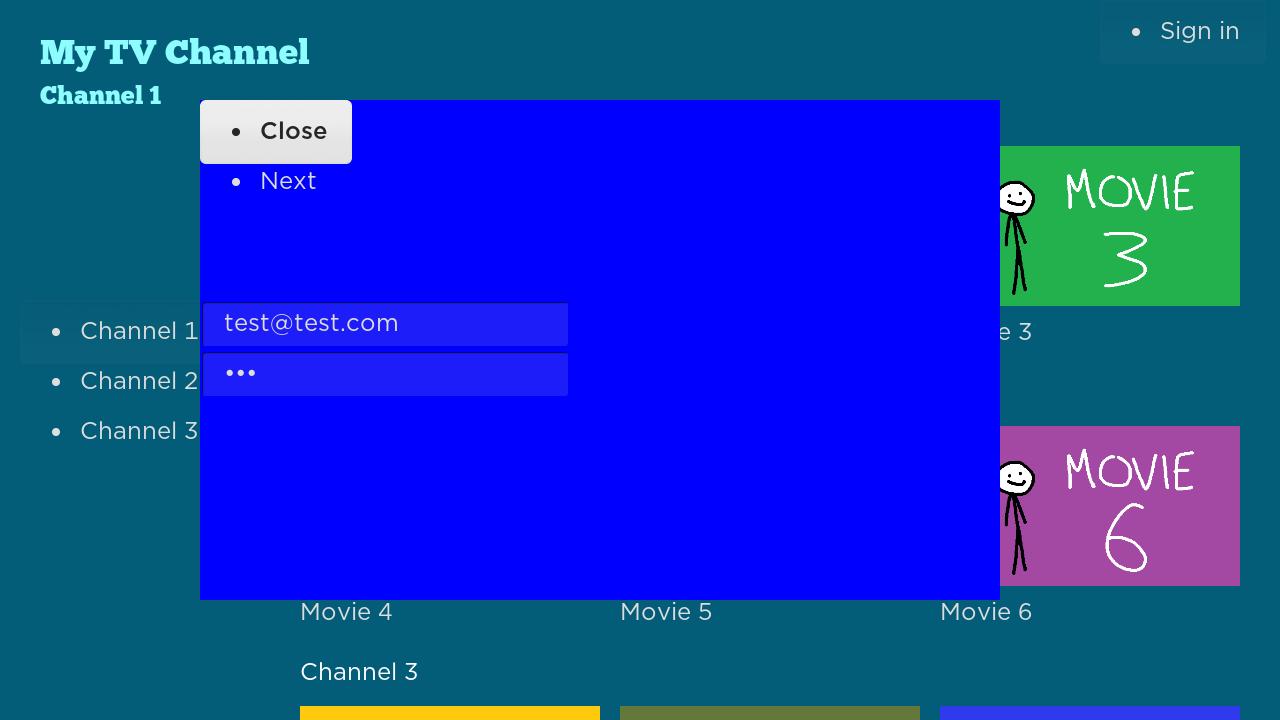 My TV Channel
Sign in
Channel 1
Close
Next
MOVIE
3
test@test.com
Channel 1
e 3
•••
Channel 2
Channel 3
MOVIE
6
Movie 4
Movie 5
Movie 6
Channel 3